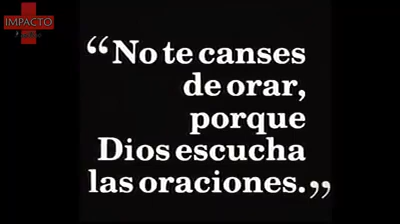 IMPACTO
“No te canses
de orar,
porque
Dios escucha
las oraciones.”